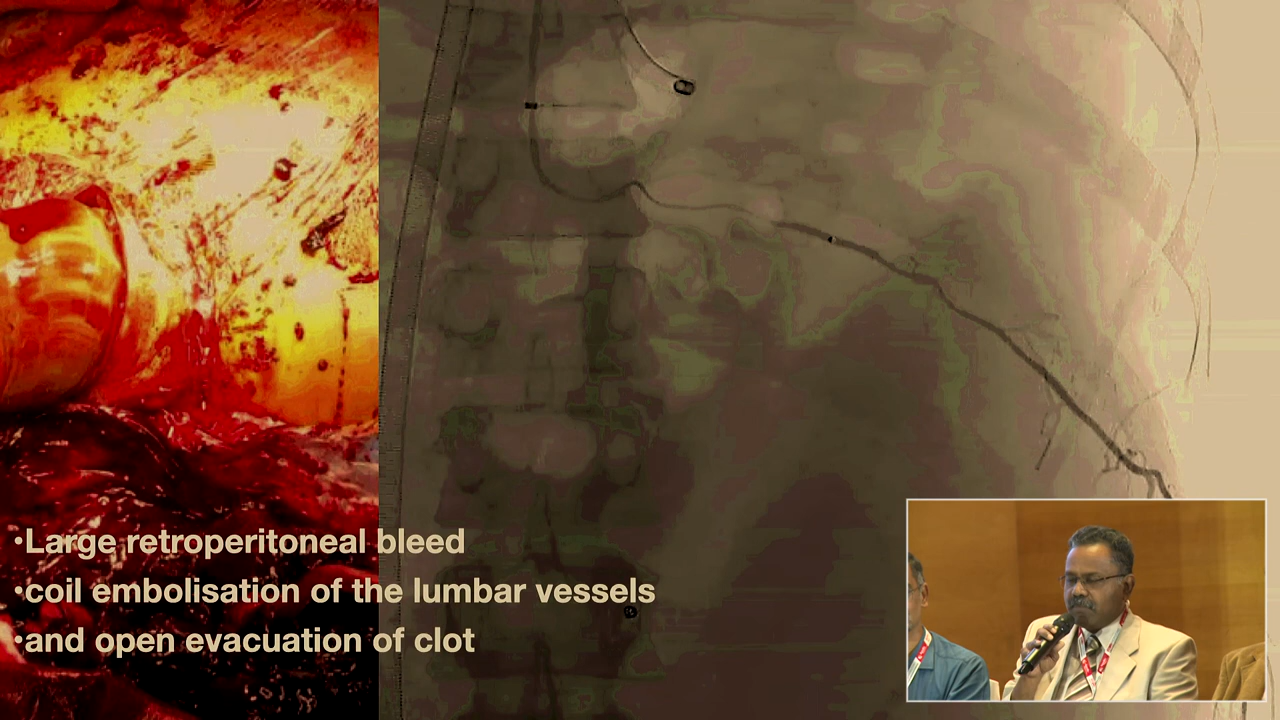 •Large retroperitoneal bleed
•coil embolisation of the lumbar vessels
•and open evacuation of clot